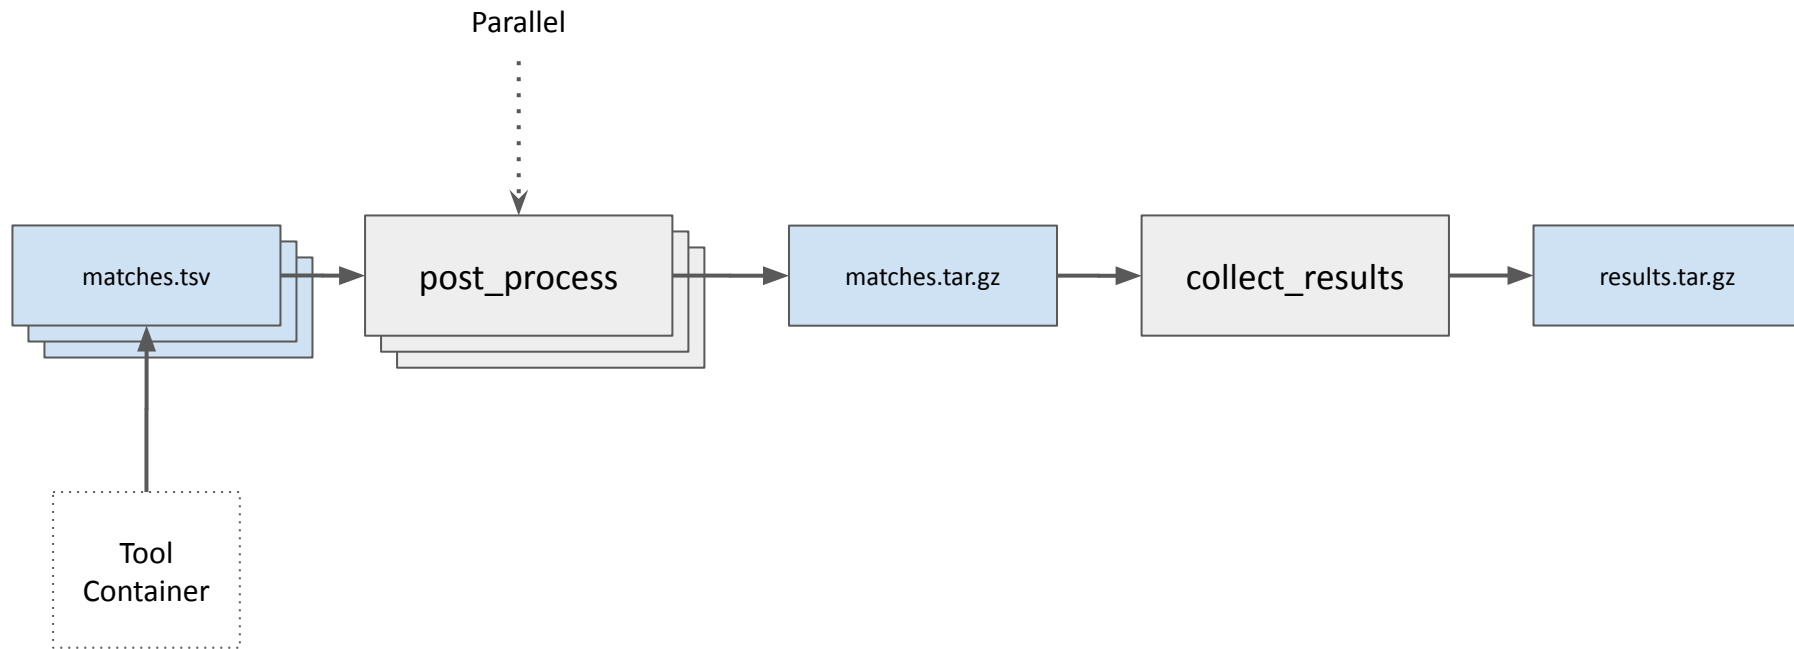 Parallel
matches.tsv
post_process
matches.tar.gz
collect_results
results.tar.gz
Tool
Container